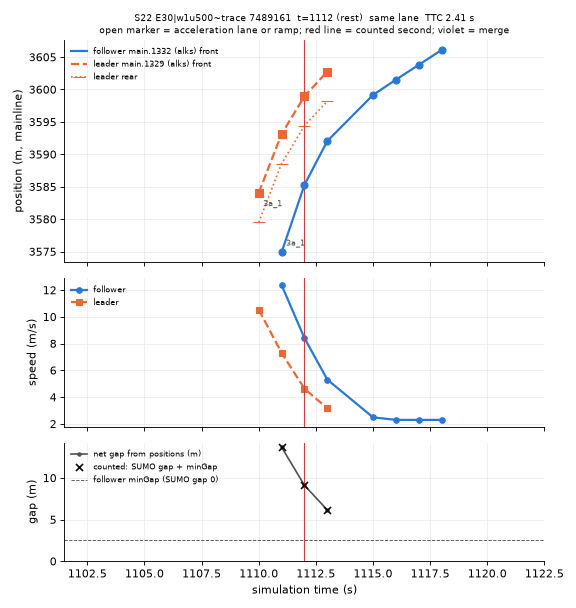 S22 E30|w1u500~trace 7489161  t=1112 (rest)  same lane  TTC 2.41 s
open marker = acceleration lane or ramp; red line = counted second; violet = merge
follower main.1332 (alks) front
leader main.1329 (alks) front
leader rear
3605
3600
3595
3590
3585
3580
3575
position (m, mainline)
3a_1
3a_1
follower
leader
12
10
8
6
4
2
speed (m/s)
net gap from positions (m)
counted: SUMO gap + minGap
follower minGap (SUMO gap 0)
10
5
0
gap (m)
1102.5 1105.0 1107.5 1110.0 1112.5 1115.0 1117.5 1120.0 1122.5
simulation time (s)